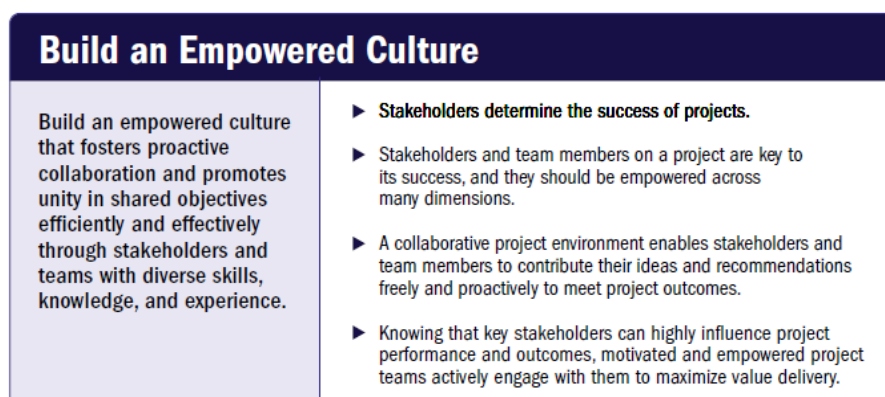 Build an Empowered Culture
Build an empowered culture
that fosters proactive
collaboration and promotes
unity in shared objectives
efficiently and effectively
through stakeholders and
teams with diverse skills,
knowledge, and experience.
► Stakeholders determine the success of projects.
► Stakeholders and team members on a project are key to
its success, and they should be empowered across
many dimensions.
► A collaborative project environment enables stakeholders and
team members to contribute their ideas and recommendations
freely and proactively to meet project outcomes.
► Knowing that key stakeholders can highly influence project
performance and outcomes, motivated and empowered project
teams actively engage with them to maximize value delivery.